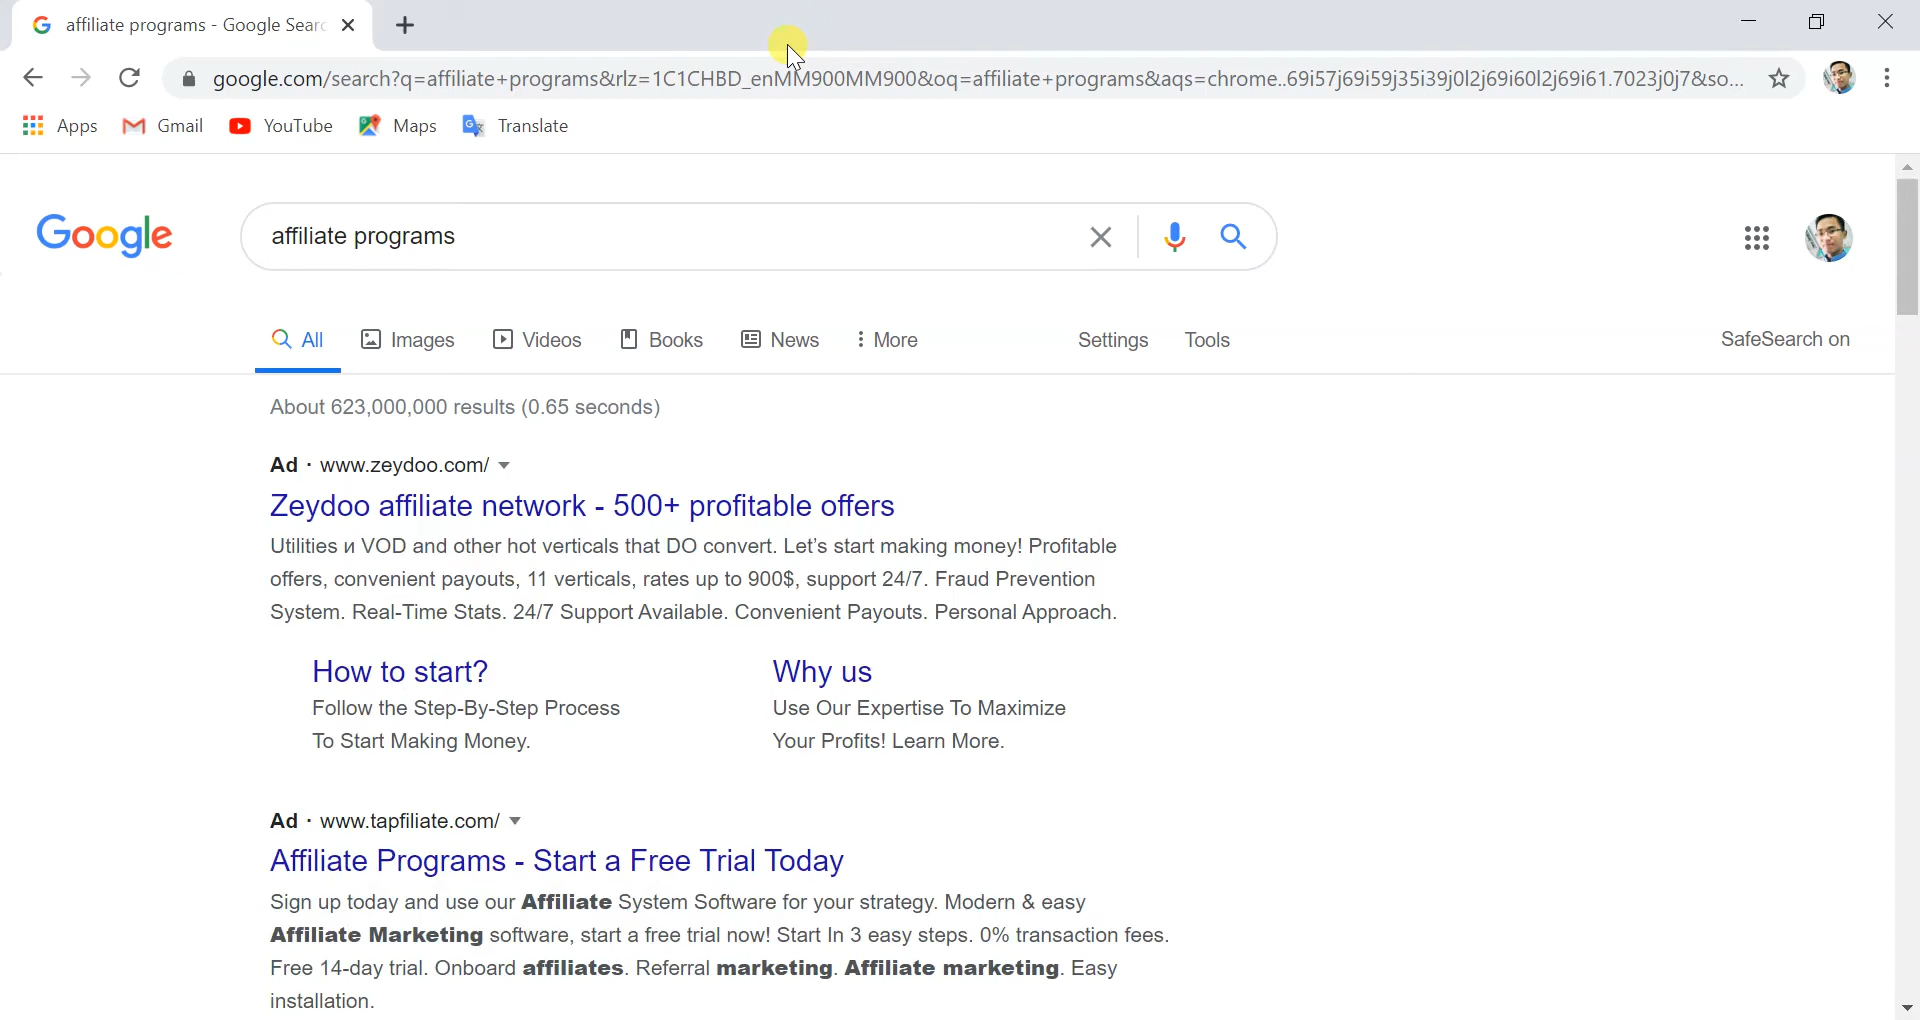 affiliate programs - Google Sear
google.com/search?q=affiliate+programs&rlz=1C1CHBD_enMM900MM900&oq=affiliate+programs&aqs=chrome..69i57j69i59j35i39j0l2j69i60l2j69i61.7023j0j7&so...
Apps Gmail YouTube Maps Translate
Google
affiliate programs
All Images Videos Books News More Settings Tools SafeSearch on
About 623,000,000 results (0.65 seconds)
Ad · www.zeydoo.com/
Zeydoo affiliate network - 500+ profitable offers
Utilities и VOD and other hot verticals that DO convert. Let's start making money! Profitable
offers, convenient payouts, 11 verticals, rates up to 900$, support 24/7. Fraud Prevention
System. Real-Time Stats. 24/7 Support Available. Convenient Payouts. Personal Approach.
How to start?
Follow the Step-By-Step Process
To Start Making Money.
Why us
Use Our Expertise To Maximize
Your Profits! Learn More.
Ad · www.tapfiliate.com/
Affiliate Programs - Start a Free Trial Today
Sign up today and use our Affiliate System Software for your strategy. Modern & easy
Affiliate Marketing software, start a free trial now! Start In 3 easy steps. 0% transaction fees.
Free 14-day trial. Onboard affiliates. Referral marketing. Affiliate marketing. Easy
installation.